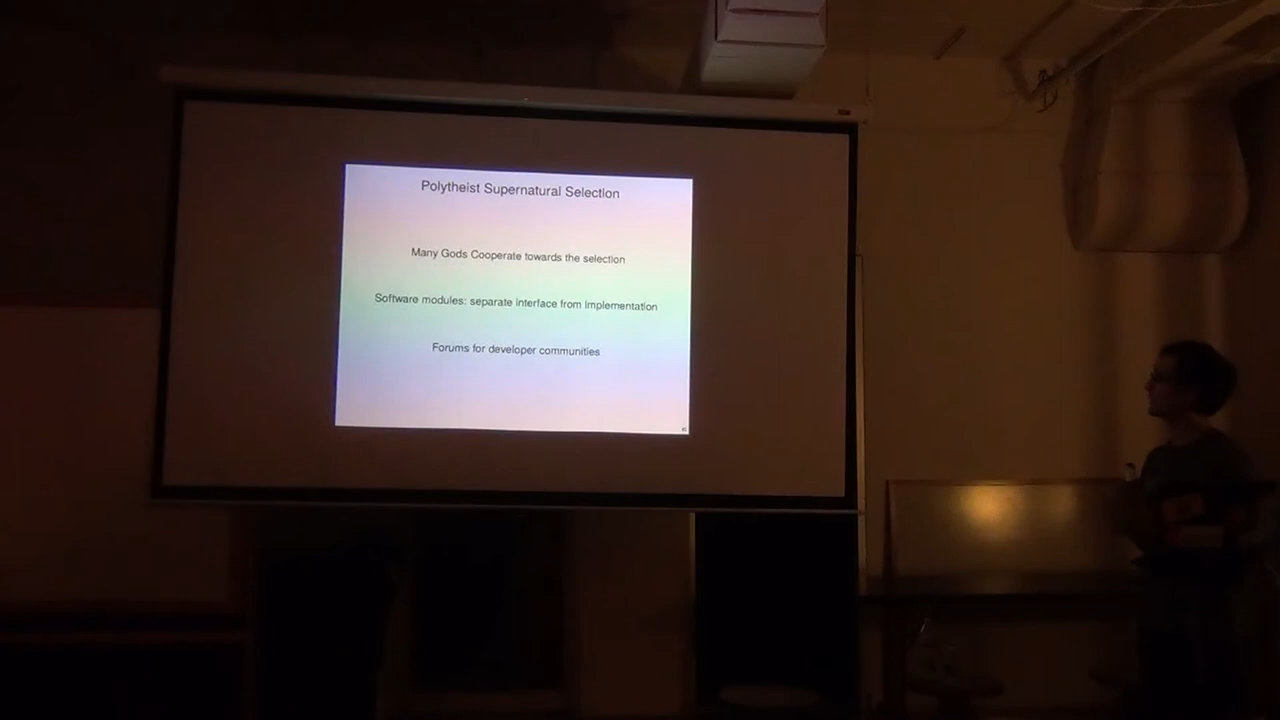 Polytheist Supernatural Selection
Many Gods Cooperate towards the selection
Software modules: separate interface from implementation
Forums for developer communities